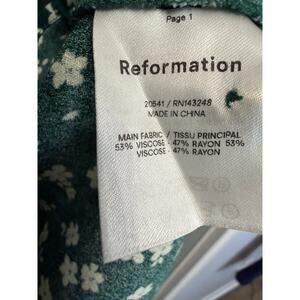 Page 1
Reformation
20541 / RN143248
MADE IN CHINA
MAIN FABRIC / TISSU PRINCIPAL
53% VISCOSE - 47% RAYON 53%
VISCOSE - 47% RAYON